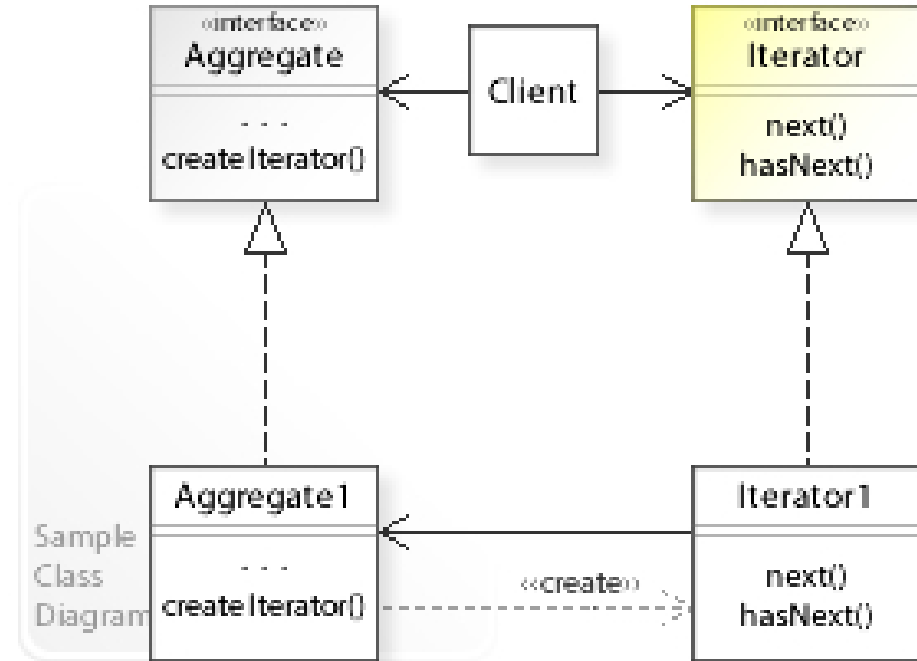 «interface»
Aggregate
- - -
createIterator()
Client
«interface»
Iterator
next()
hasNext()
Aggregate1
- - -
createIterator()
«create»
Iterator1
next()
hasNext()
Sample
Class
Diagram